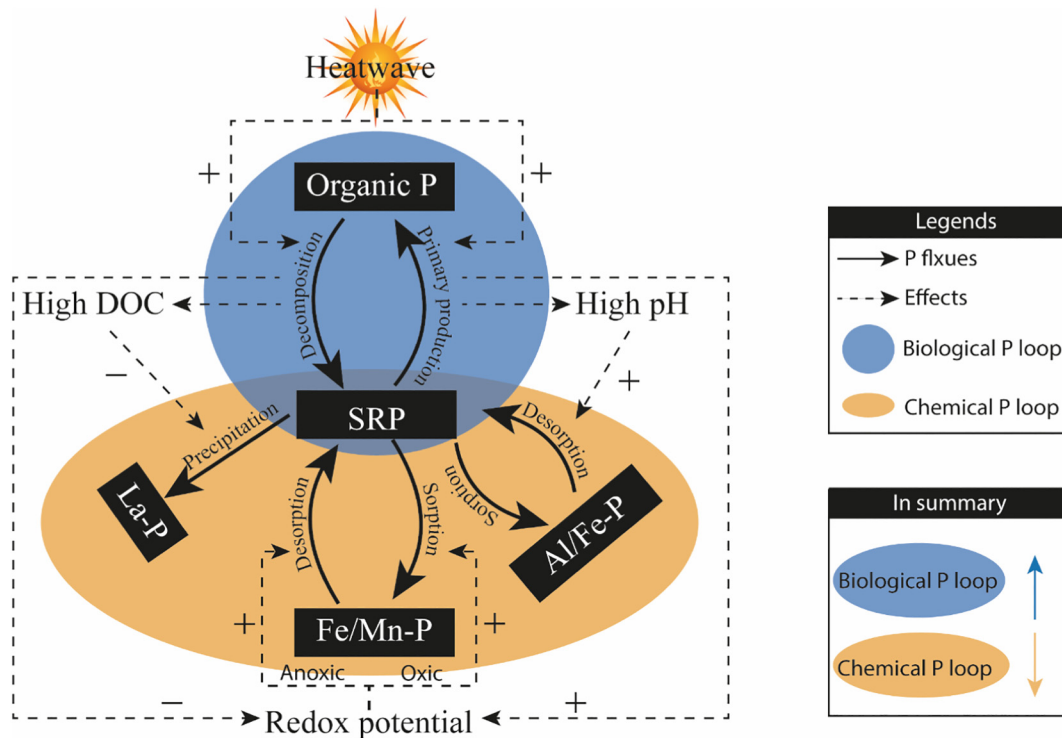 Heatwave
+
+
Organic P
Decomposition
Primary production
High DOC
High pH
−
+
SRP
Precipitation
Desorption
Sorption
La-P
Al/Fe-P
Desorption
Sorption
+
+
Fe/Mn-P
Anoxic
Oxic
−
+
Redox potential
Legends
P flxues
Effects
Biological P loop
Chemical P loop
In summary
Biological P loop
Chemical P loop